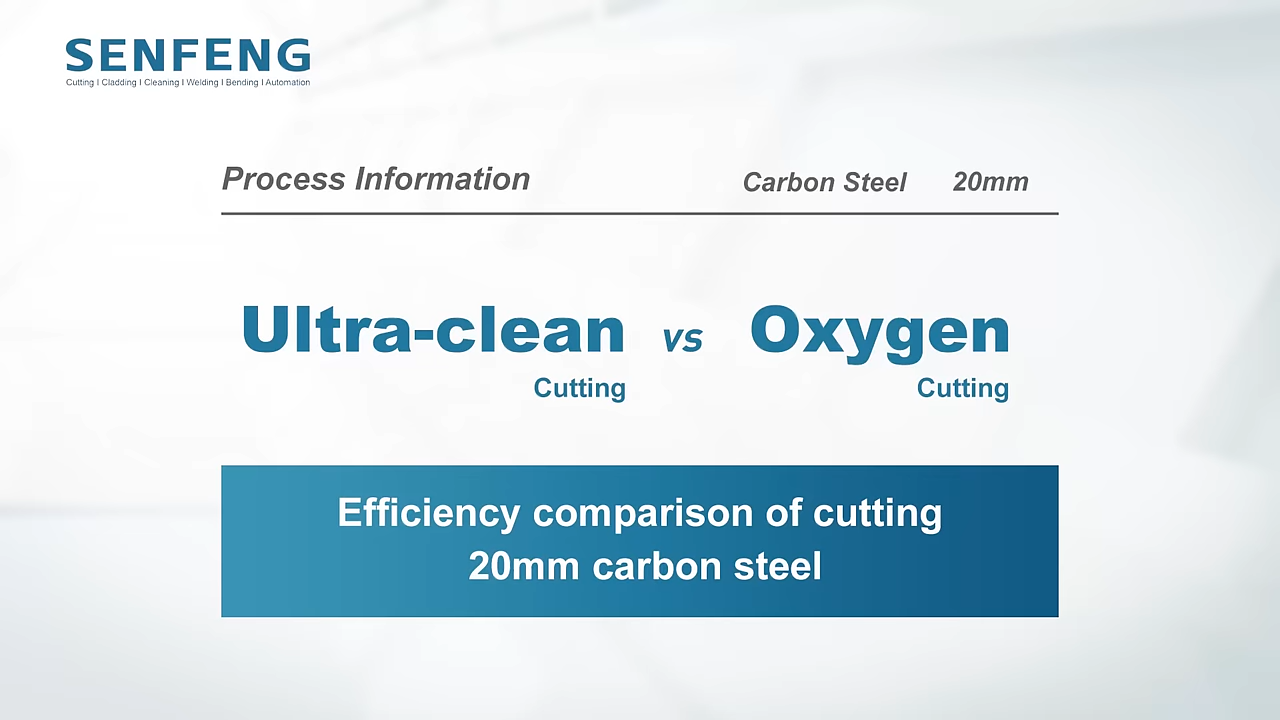 SENFENG
Cutting I Cladding I Cleaning I Welding I Bending I Automation
Process Information Carbon Steel 20mm
Ultra-clean vs Oxygen
Cutting Cutting
Efficiency comparison of cutting
20mm carbon steel